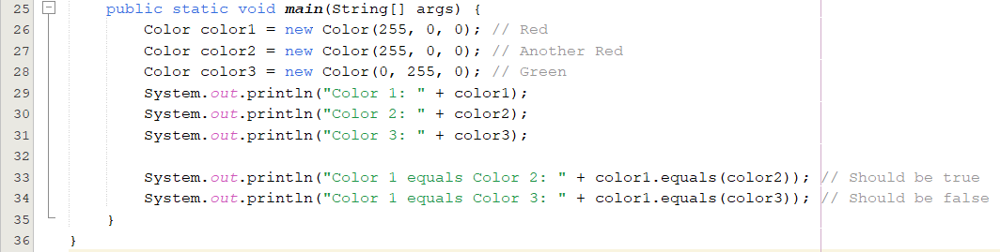 25 public static void main(String[] args) {
26 Color color1 = new Color(255, 0, 0); // Red
27 Color color2 = new Color(255, 0, 0); // Another Red
28 Color color3 = new Color(0, 255, 0); // Green
29 System.out.println("Color 1: " + color1);
30 System.out.println("Color 2: " + color2);
31 System.out.println("Color 3: " + color3);
32
33 System.out.println("Color 1 equals Color 2: " + color1.equals(color2)); // Should be true
34 System.out.println("Color 1 equals Color 3: " + color1.equals(color3)); // Should be false
35 }
36 }